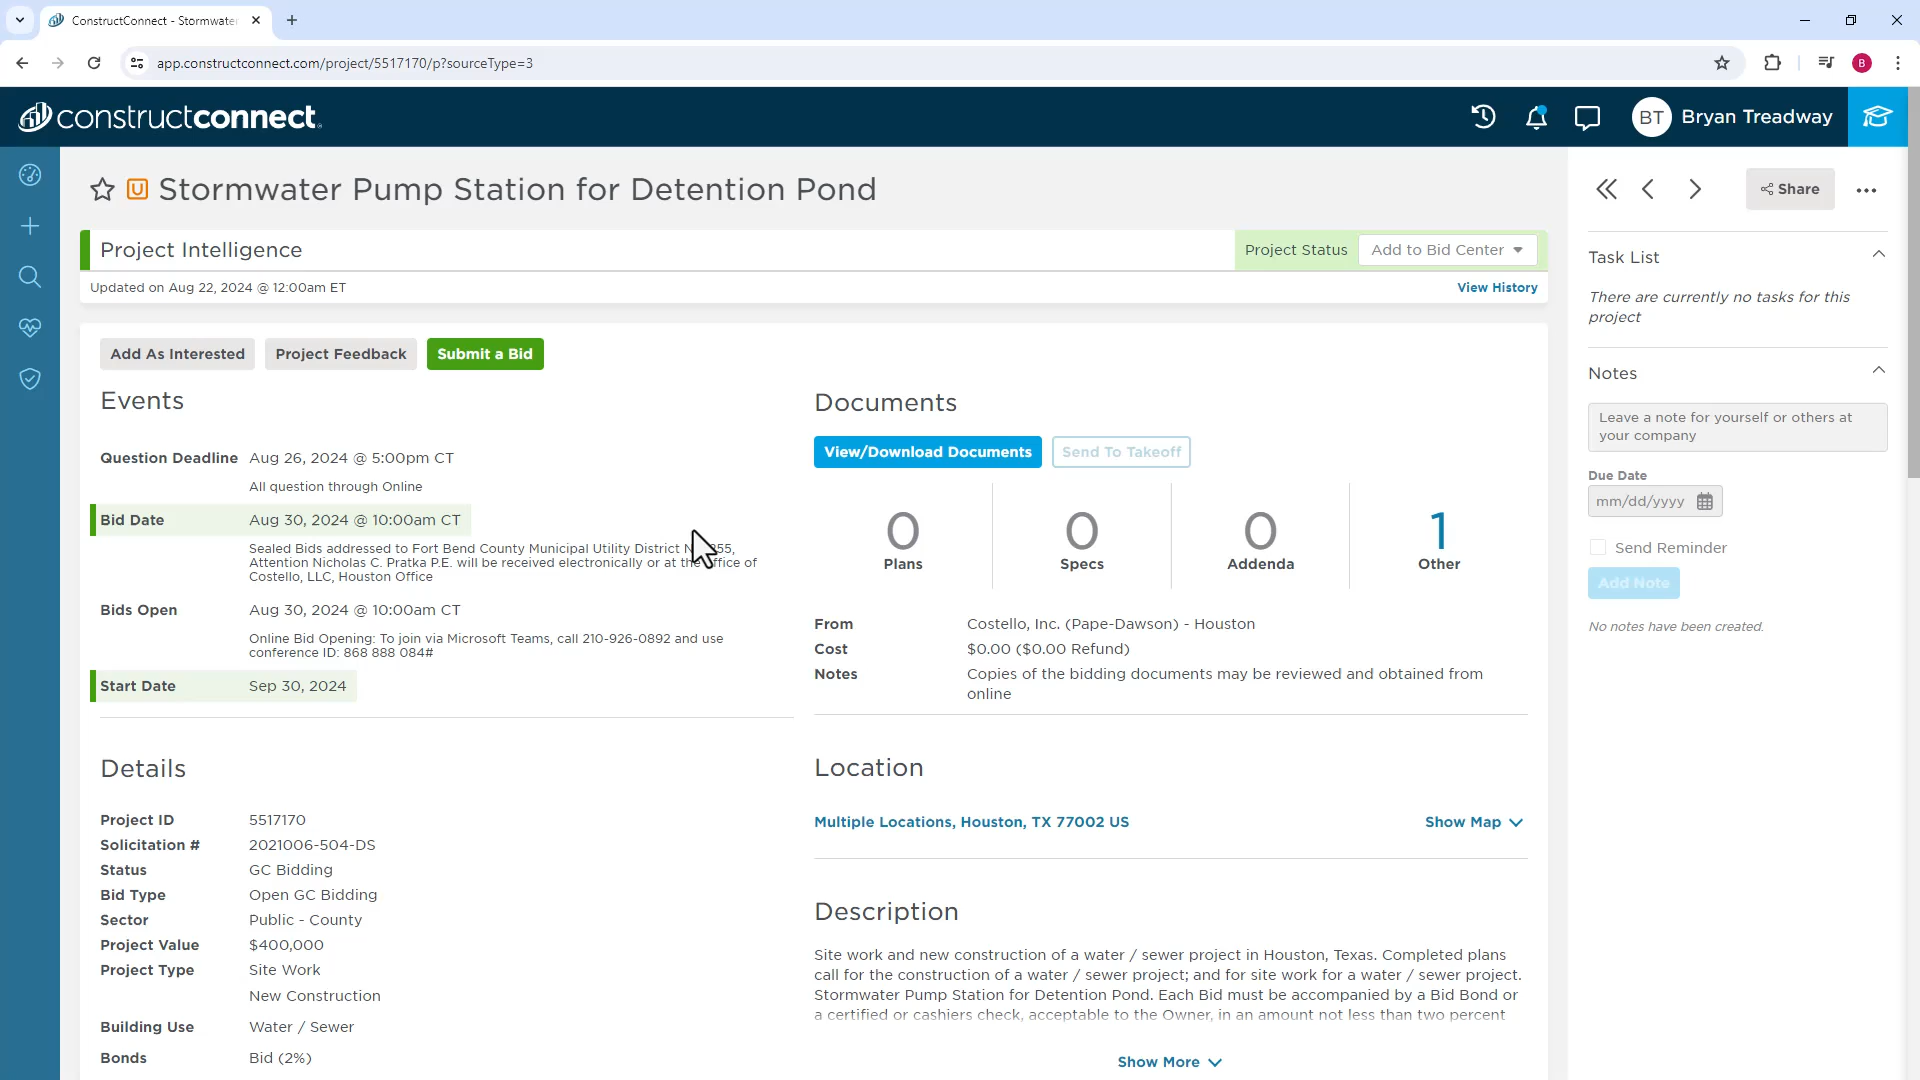 ConstructConnect - Stormwater
app.constructconnect.com/project/5517170/p?sourceType=3
B
constructconnect.
BT Bryan Treadway
U Stormwater Pump Station for Detention Pond
Share
Project Intelligence
Project Status Add to Bid Center
Updated on Aug 22, 2024 @ 12:00am ET
View History
Add As Interested Project Feedback Submit a Bid
Events
Question Deadline Aug 26, 2024 @ 5:00pm CT
All question through Online
Bid Date Aug 30, 2024 @ 10:00am CT
Sealed Bids addressed to Fort Bend County Municipal Utility District
Attention Nicholas C. Pratka P.E. will be received electronically or at the office of
Costello, LLC, Houston Office
Bids Open Aug 30, 2024 @ 10:00am CT
Online Bid Opening: To join via Microsoft Teams, call 210-926-0892 and use
conference ID: 868 888 084#
Start Date Sep 30, 2024
Documents
View/Download Documents Send To Takeoff
0 0 0 1
Plans Specs Addenda Other
From Costello, Inc. (Pape-Dawson) - Houston
Cost $0.00 ($0.00 Refund)
Notes Copies of the bidding documents may be reviewed and obtained from
online
Details
Project ID 5517170
Solicitation # 2021006-504-DS
Status GC Bidding
Bid Type Open GC Bidding
Sector Public - County
Project Value $400,000
Project Type Site Work
New Construction
Building Use Water / Sewer
Bonds Bid (2%)
Location
Multiple Locations, Houston, TX 77002 US
Show Map
Description
Site work and new construction of a water / sewer project in Houston, Texas. Completed plans
call for the construction of a water / sewer project; and for site work for a water / sewer project.
Stormwater Pump Station for Detention Pond. Each Bid must be accompanied by a Bid Bond or
a certified or cashiers check, acceptable to the Owner, in an amount not less than two percent
Show More
Task List
There are currently no tasks for this
project
Notes
Leave a note for yourself or others at
your company
Due Date
mm/dd/yyyy
Send Reminder
Add Note
No notes have been created.